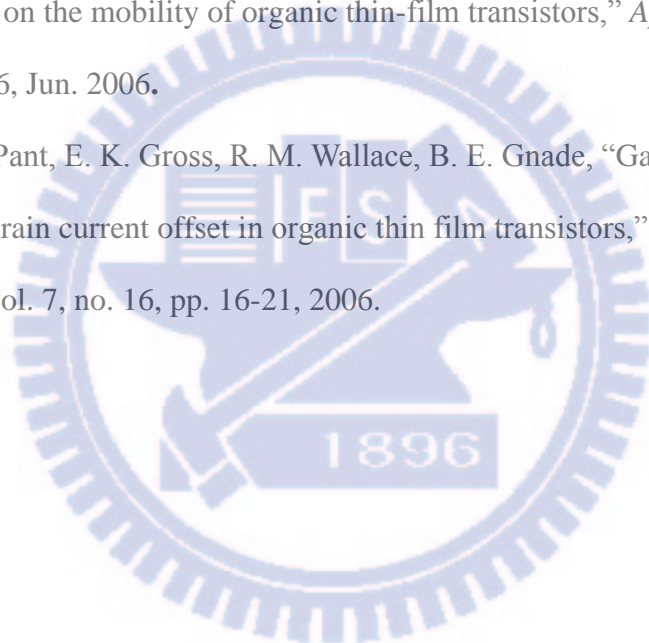 on the mobility of organic thin-film transistors,”
6, Jun. 2006.
Pant, E. K. Gross, R. M. Wallace, B. E. Gnade, “Ga
rain current offset in organic thin film transistors,”
ol. 7, no. 16, pp. 16-21, 2006.
E S A
1896